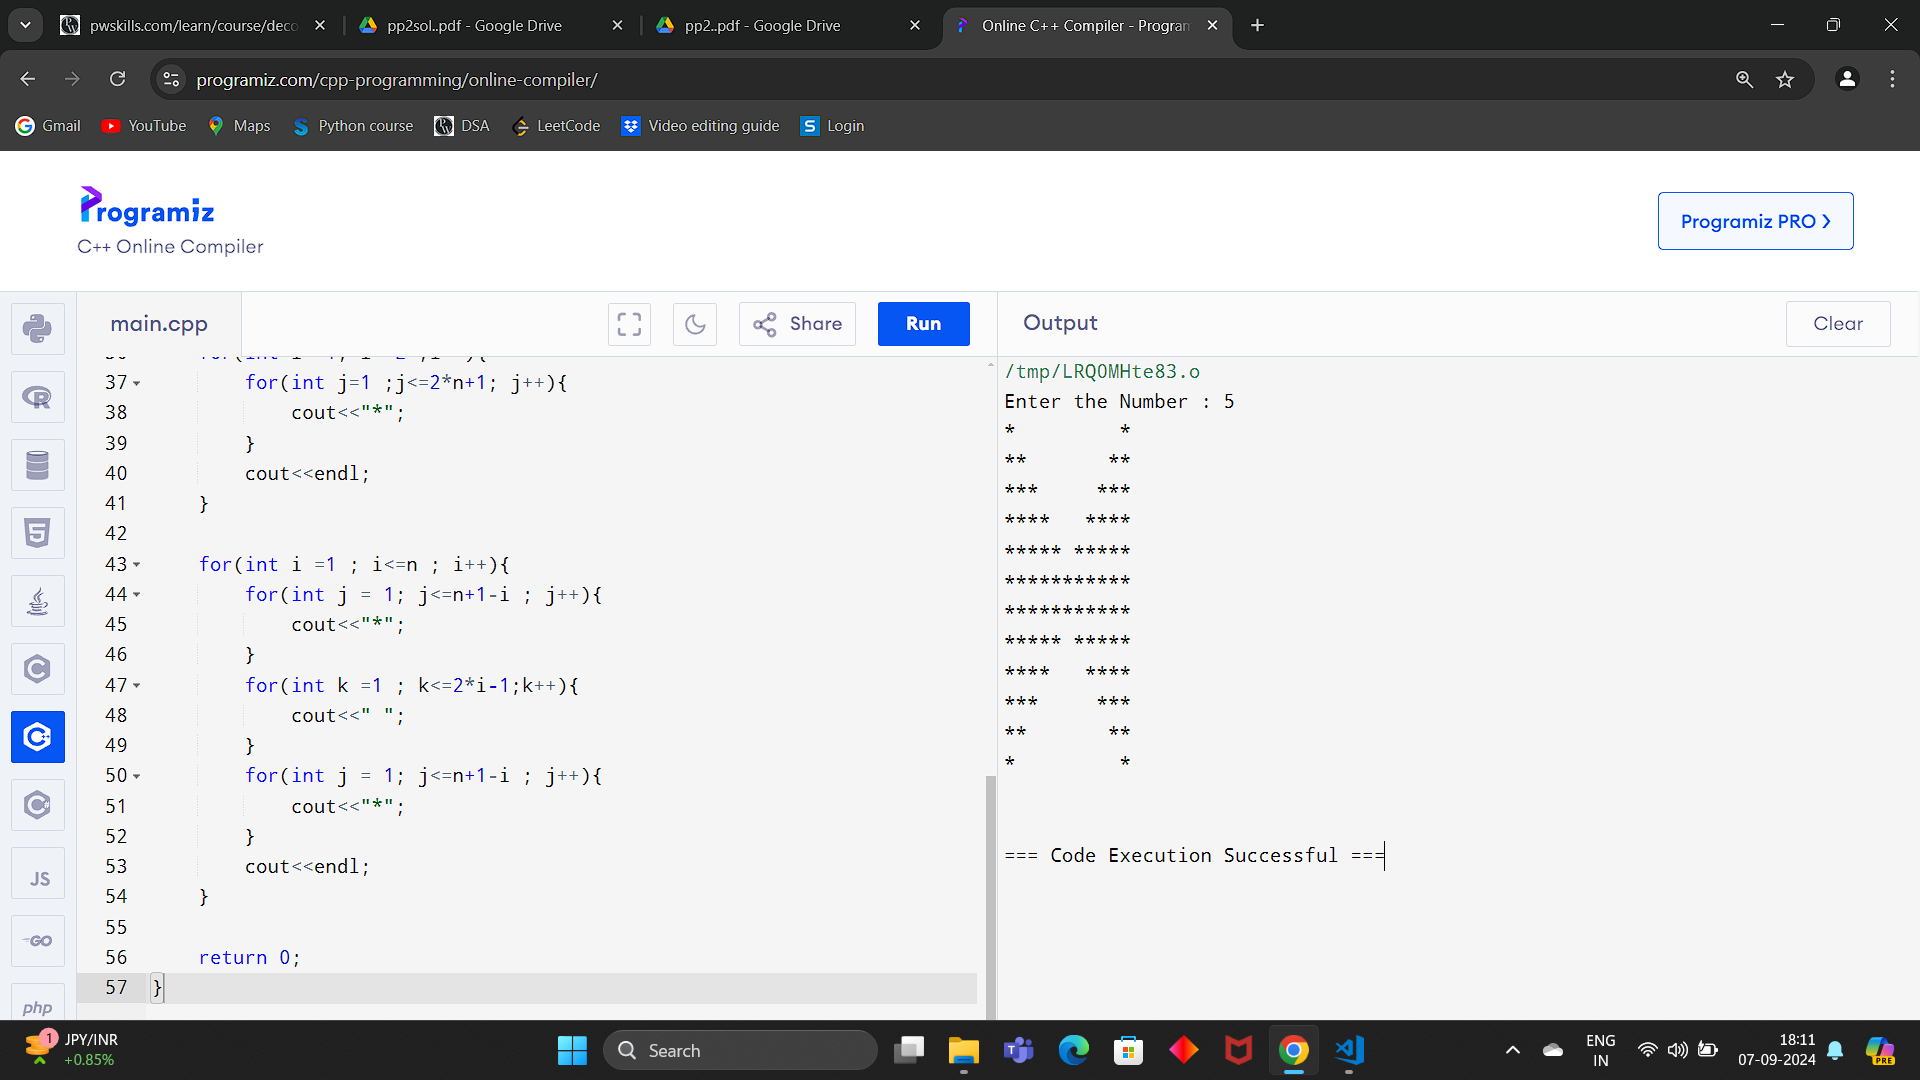 pwskills.com/learn/course/deco
pp2sol..pdf - Google Drive
pp2..pdf - Google Drive
Online C++ Compiler - Program
programiz.com/cpp-programming/online-compiler/
Gmail
YouTube
Maps
Python course
DSA
LeetCode
Video editing guide
Login
Programiz
C++ Online Compiler
Programiz PRO >
main.cpp
Share
Run
Output
Clear
37 for(int j=1 ;j<=2*n+1; j++){
38 cout<<"*";
39 }
40 cout<<endl;
41 }
42
43 for(int i =1 ; i<=n ; i++){
44 for(int j = 1; j<=n+1-i ; j++){
45 cout<<"*";
46 }
47 for(int k =1 ; k<=2*i-1;k++){
48 cout<<" ";
49 }
50 for(int j = 1; j<=n+1-i ; j++){
51 cout<<"*";
52 }
53 cout<<endl;
54 }
55
56 return 0;
57 }
/tmp/LRQ0MHte83.o
Enter the Number : 5
*         *
**       **
***     ***
****   ****
***** *****
***********
***********
***** *****
****   ****
***     ***
**       **
*         *
=== Code Execution Successful ===
JS
GO
php
1
JPY/INR
+0.85%
Search
ENG
IN
18:11
07-09-2024
PRE